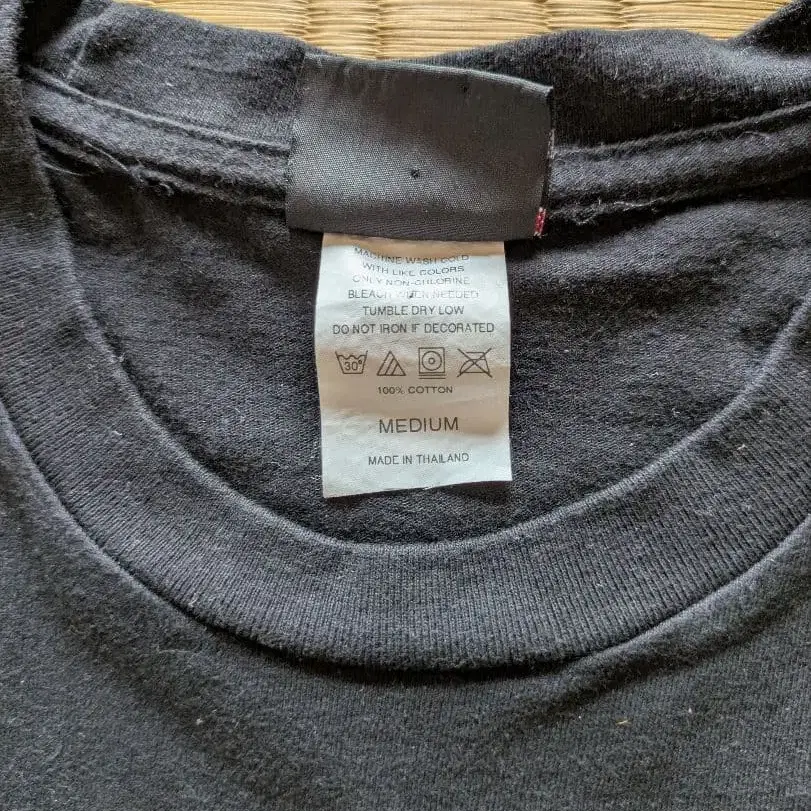 MACHINE WASH COLD
WITH LIKE COLORS
ONLY NON-CHLORINE
BLEACH WHEN NEEDED
TUMBLE DRY LOW
DO NOT IRON IF DECORATED
30°
100% COTTON
MEDIUM
MADE IN THAILAND